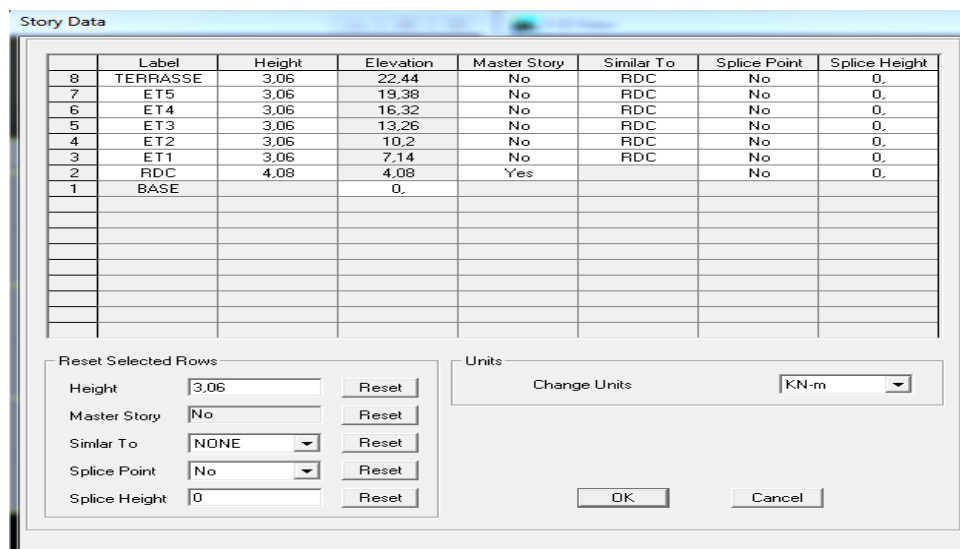 Story Data
Label Height Elevation Master Story Similar To Splice Point Splice Height
8 TERRASSE 3,06 22,44 No RDC No 0,
7 ET5 3,06 19,38 No RDC No 0,
6 ET4 3,06 16,32 No RDC No 0,
5 ET3 3,06 13,26 No RDC No 0,
4 ET2 3,06 10,2 No RDC No 0,
3 ET1 3,06 7,14 No RDC No 0,
2 RDC 4,08 4,08 Yes No 0,
1 BASE 0,
Reset Selected Rows
Height 3,06 Reset
Master Story No Reset
Simlar To NONE Reset
Splice Point No Reset
Splice Height 0 Reset
Units
Change Units KN-m
OK Cancel